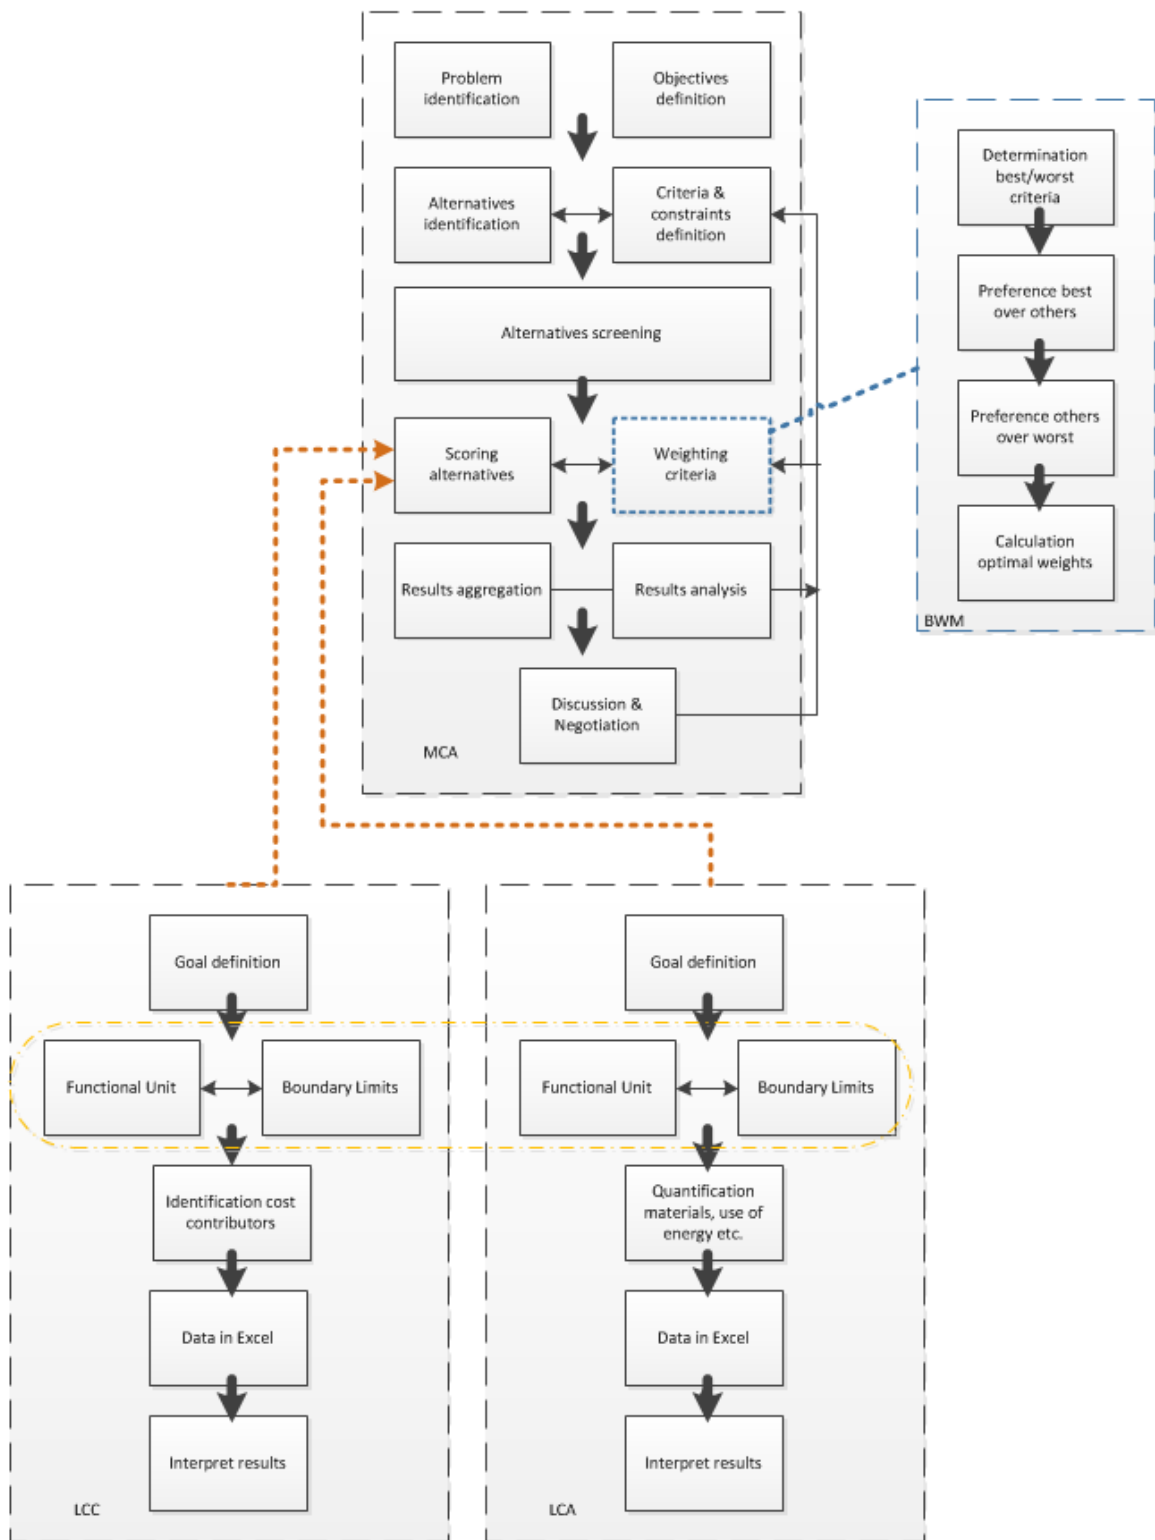 Problem
identification
Objectives
definition
Alternatives
identification
Criteria &
constraints
definition
Alternatives screening
Scoring
alternatives
Weighting
criteria
Results aggregation
Results analysis
Discussion &
Negotiation
MCA
Determination
best/worst
criteria
Preference best
over others
Preference others
over worst
Calculation
optimal weights
BWM
Goal definition
Functional Unit
Boundary Limits
Identification cost
contributors
Data in Excel
Interpret results
LCC
Goal definition
Functional Unit
Boundary Limits
Quantification
materials, use of
energy etc.
Data in Excel
Interpret results
LCA